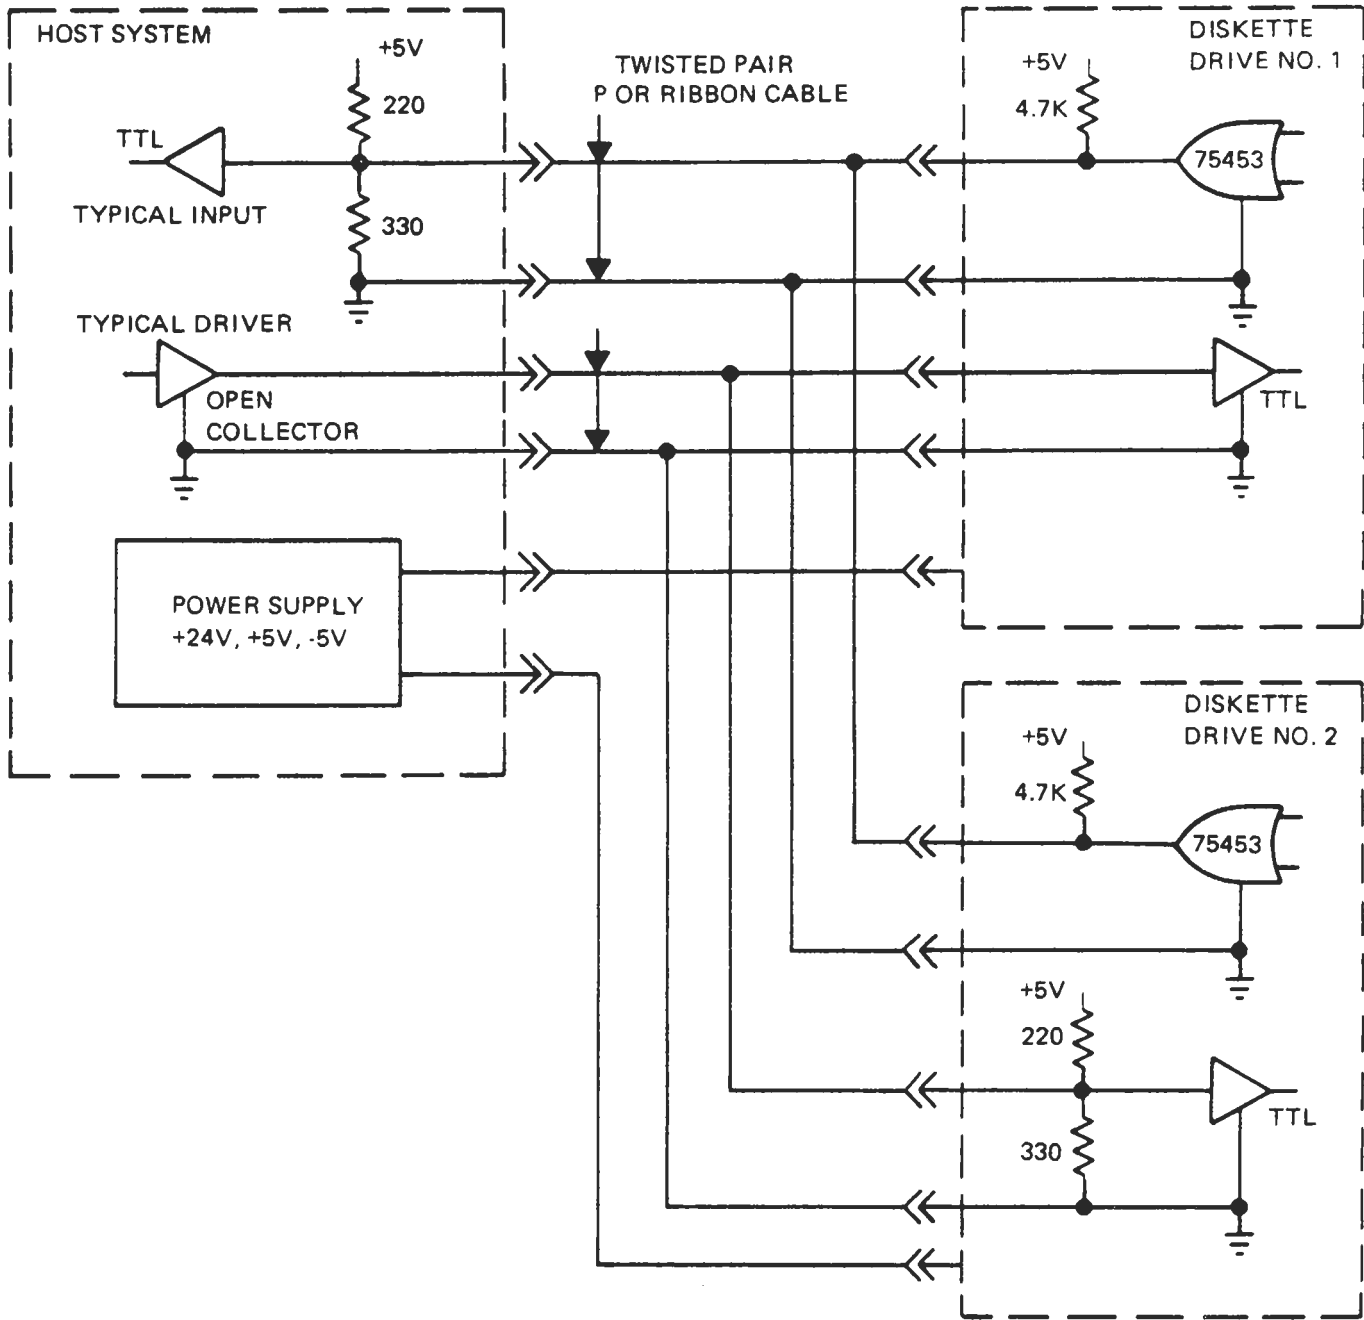 HOST SYSTEM
+5V
220
TTL
TYPICAL INPUT
330
TYPICAL DRIVER
OPEN
COLLECTOR
POWER SUPPLY
+24V, +5V, -5V
TWISTED PAIR
P OR RIBBON CABLE
DISKETTE
DRIVE NO. 1
+5V
4.7K
75453
TTL
DISKETTE
DRIVE NO. 2
+5V
4.7K
75453
+5V
220
TTL
330